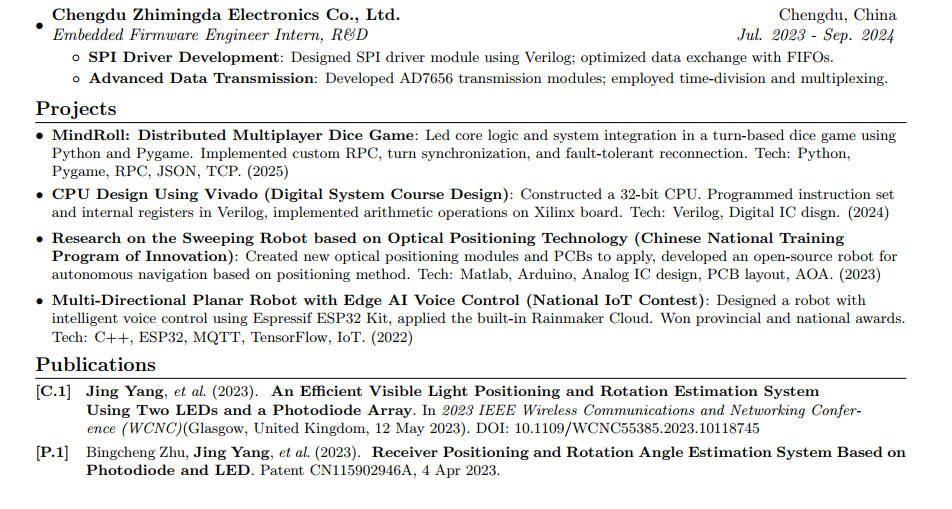 • Chengdu Zhimingda Electronics Co., Ltd. Chengdu, China
Embedded Firmware Engineer Intern, R&D Jul. 2023 - Sep. 2024
◦ SPI Driver Development: Designed SPI driver module using Verilog; optimized data exchange with FIFOs.
◦ Advanced Data Transmission: Developed AD7656 transmission modules; employed time-division and multiplexing.
Projects
• MindRoll: Distributed Multiplayer Dice Game: Led core logic and system integration in a turn-based dice game using
Python and Pygame. Implemented custom RPC, turn synchronization, and fault-tolerant reconnection. Tech: Python,
Pygame, RPC, JSON, TCP. (2025)
• CPU Design Using Vivado (Digital System Course Design): Constructed a 32-bit CPU. Programmed instruction set
and internal registers in Verilog, implemented arithmetic operations on Xilinx board. Tech: Verilog, Digital IC disgn. (2024)
• Research on the Sweeping Robot based on Optical Positioning Technology (Chinese National Training
Program of Innovation): Created new optical positioning modules and PCBs to apply, developed an open-source robot for
autonomous navigation based on positioning method. Tech: Matlab, Arduino, Analog IC design, PCB layout, AOA. (2023)
• Multi-Directional Planar Robot with Edge AI Voice Control (National IoT Contest): Designed a robot with
intelligent voice control using Espressif ESP32 Kit, applied the built-in Rainmaker Cloud. Won provincial and national awards.
Tech: C++, ESP32, MQTT, TensorFlow, IoT. (2022)
Publications
[C.1] Jing Yang, et al. (2023). An Efficient Visible Light Positioning and Rotation Estimation System
Using Two LEDs and a Photodiode Array. In 2023 IEEE Wireless Communications and Networking Confer-
ence (WCNC)(Glasgow, United Kingdom, 12 May 2023). DOI: 10.1109/WCNC55385.2023.10118745
[P.1] Bingcheng Zhu, Jing Yang, et al. (2023). Receiver Positioning and Rotation Angle Estimation System Based on
Photodiode and LED. Patent CN115902946A, 4 Apr 2023.